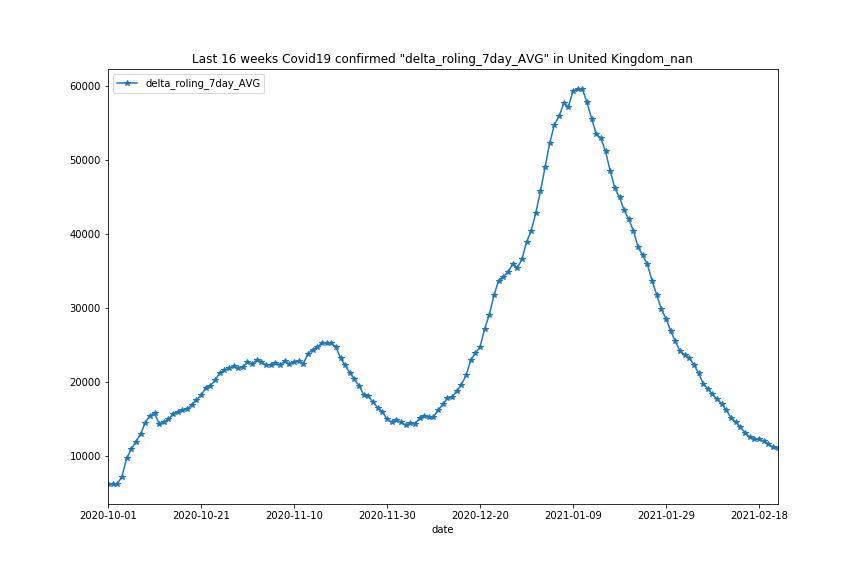 Last 16 weeks Covid19 confirmed "delta_roling_7day_AVG" in United Kingdom_nan
delta_roling_7day_AVG
60000
50000
40000
30000
20000
10000
2020-10-01 2020-10-21 2020-11-10 2020-11-30 2020-12-20 2021-01-09 2021-01-29 2021-02-18
date